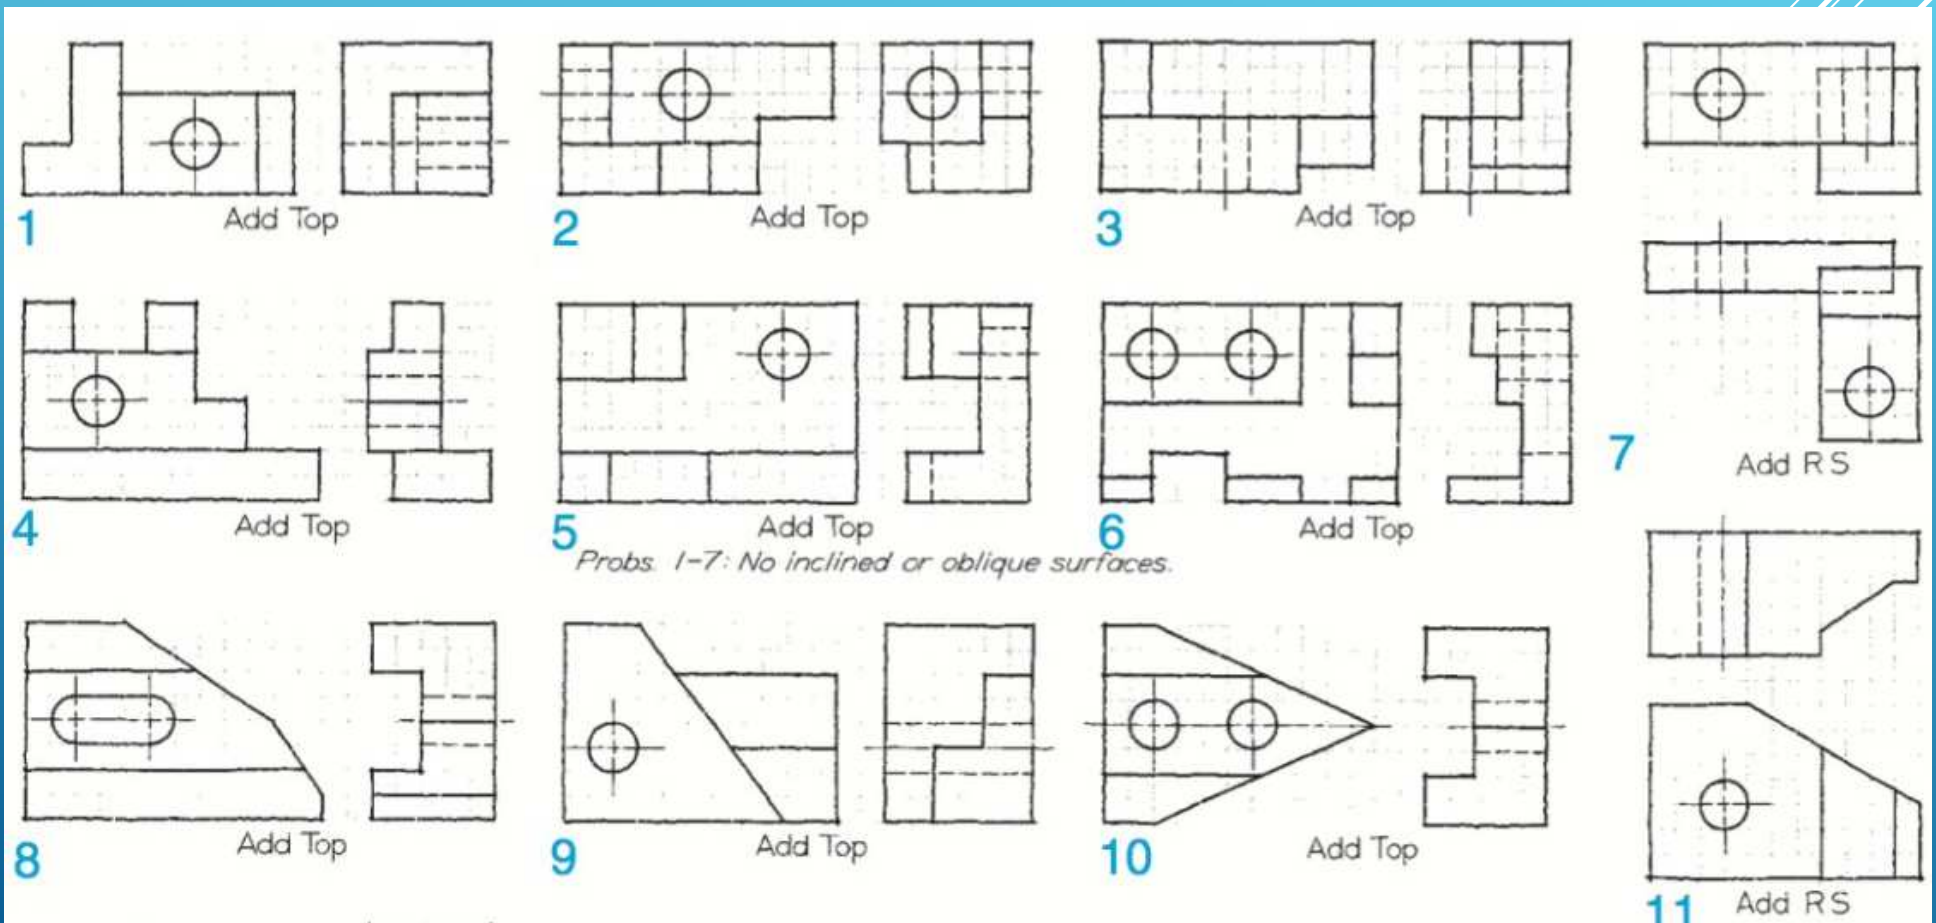 1 Add Top
2 Add Top
3 Add Top
4 Add Top
5 Add Top
6 Add Top
7 Add RS
Probs. 1-7: No inclined or oblique surfaces.
8 Add Top
9 Add Top
10 Add Top
11 Add RS